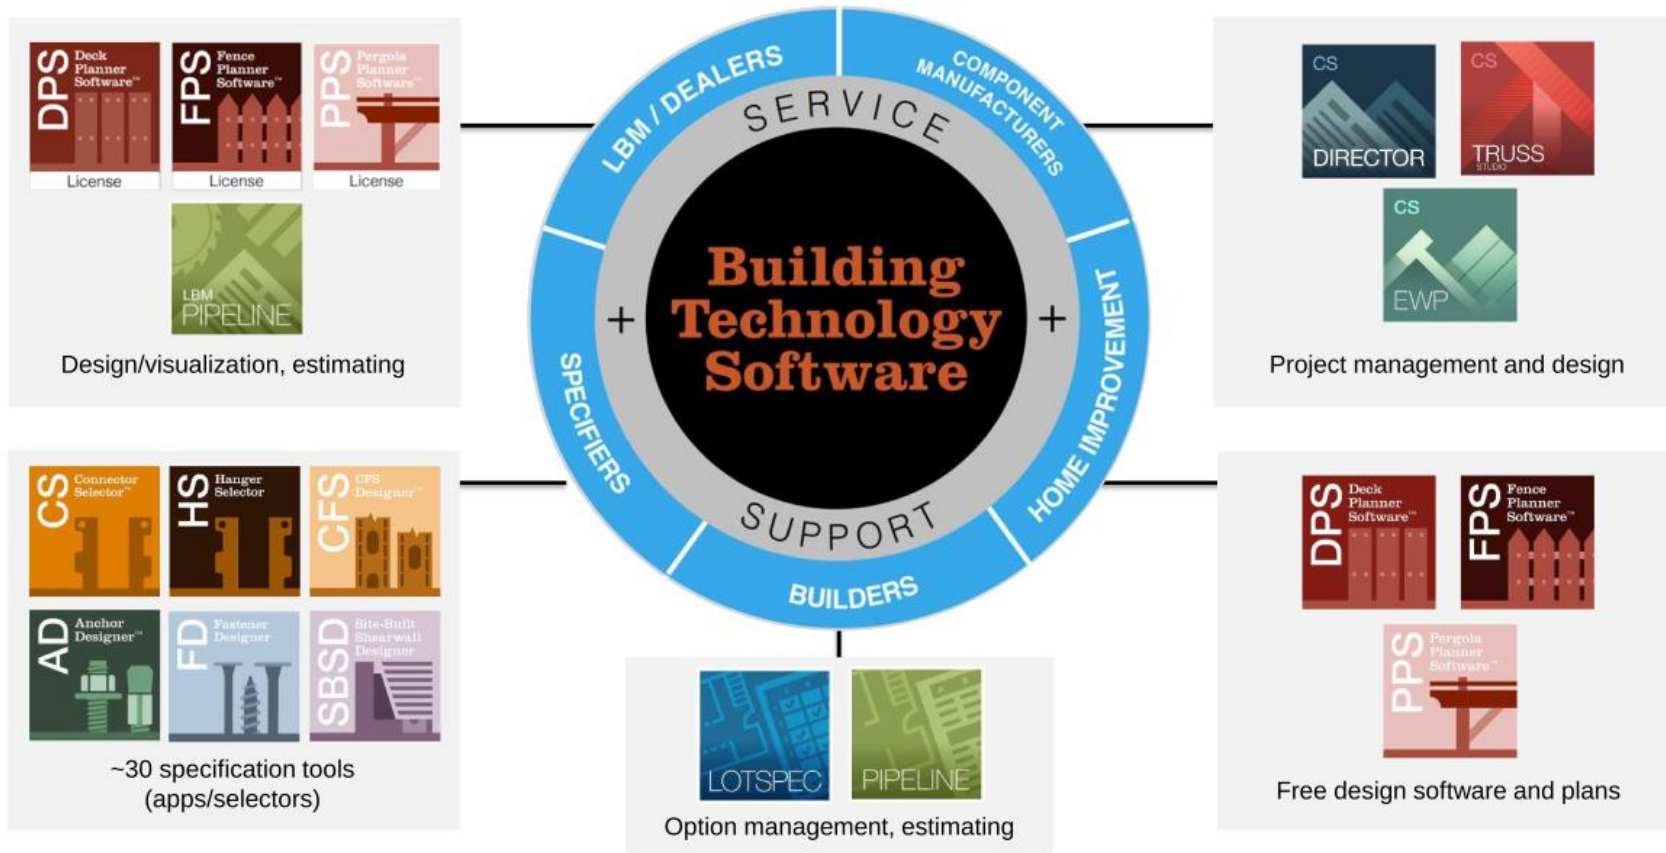 DPS
Deck
Planner
Software™
License
FPS
Fence
Planner
Software™
License
PPS
Pergola
Planner
Software™
License
LBM
PIPELINE
Design/visualization, estimating
LBM / DEALERS
COMPONENT
MANUFACTURERS
HOME IMPROVEMENT
BUILDERS
SPECIFIERS
SERVICE
+
Building
Technology
Software
+
SUPPORT
CS
DIRECTOR
CS
TRUSS
STUDIO
CS
EWP
Project management and design
CS
Connector
Selector™
HS
Hanger
Selector
CFS
CFS
Designer™
AD
Anchor
Designer™
FD
Fastener
Designer
SBSD
Site-Built
Shearwall
Designer
~30 specification tools
(apps/selectors)
LOTSPEC
PIPELINE
Option management, estimating
DPS
Deck
Planner
Software™
FPS
Fence
Planner
Software™
PPS
Pergola
Planner
Software™
Free design software and plans